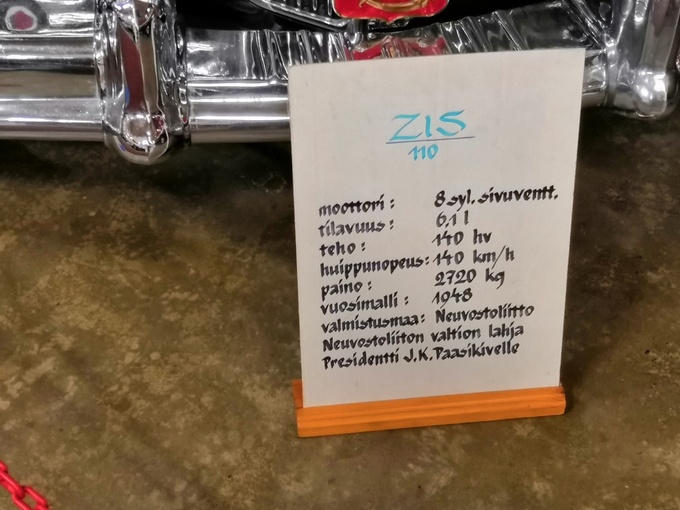 ZIS
110
moottori: 8 syl. sivuventt.
tilavuus: 6,1 l
teho: 140 hv
huippunopeus: 140 km/h
paino: 2720 kg
vuosimalli: 1948
valmistusmaa: Neuvostoliitto
Neuvostoliiton valtion lahja
Presidentti J.K. Paasikivelle